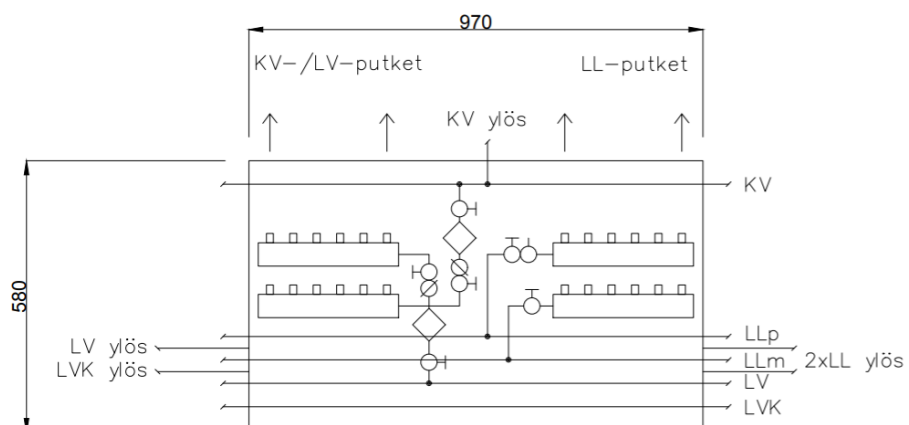 970
KV-/LV-putket
LL-putket
KV ylös
KV
580
LLp
LV ylös
LLm 2xLL ylös
LVK ylös
LV
LVK